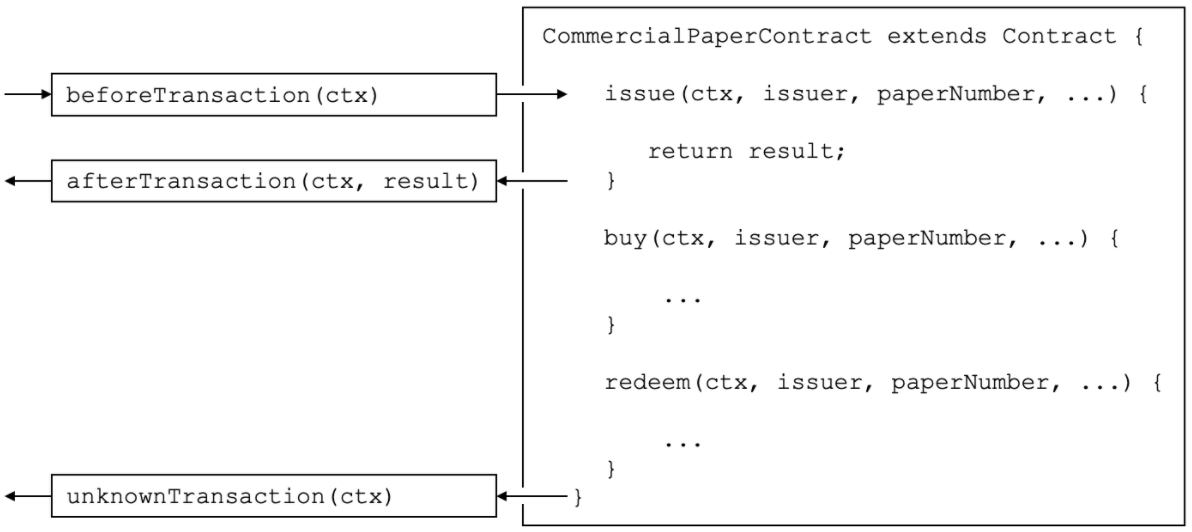 CommercialPaperContract extends Contract {
beforeTransaction(ctx)
issue(ctx, issuer, paperNumber, ...) {
return result;
afterTransaction(ctx, result)
}
buy(ctx, issuer, paperNumber, ...) {
...
}
redeem(ctx, issuer, paperNumber, ...) {
...
}
unknownTransaction(ctx)
}